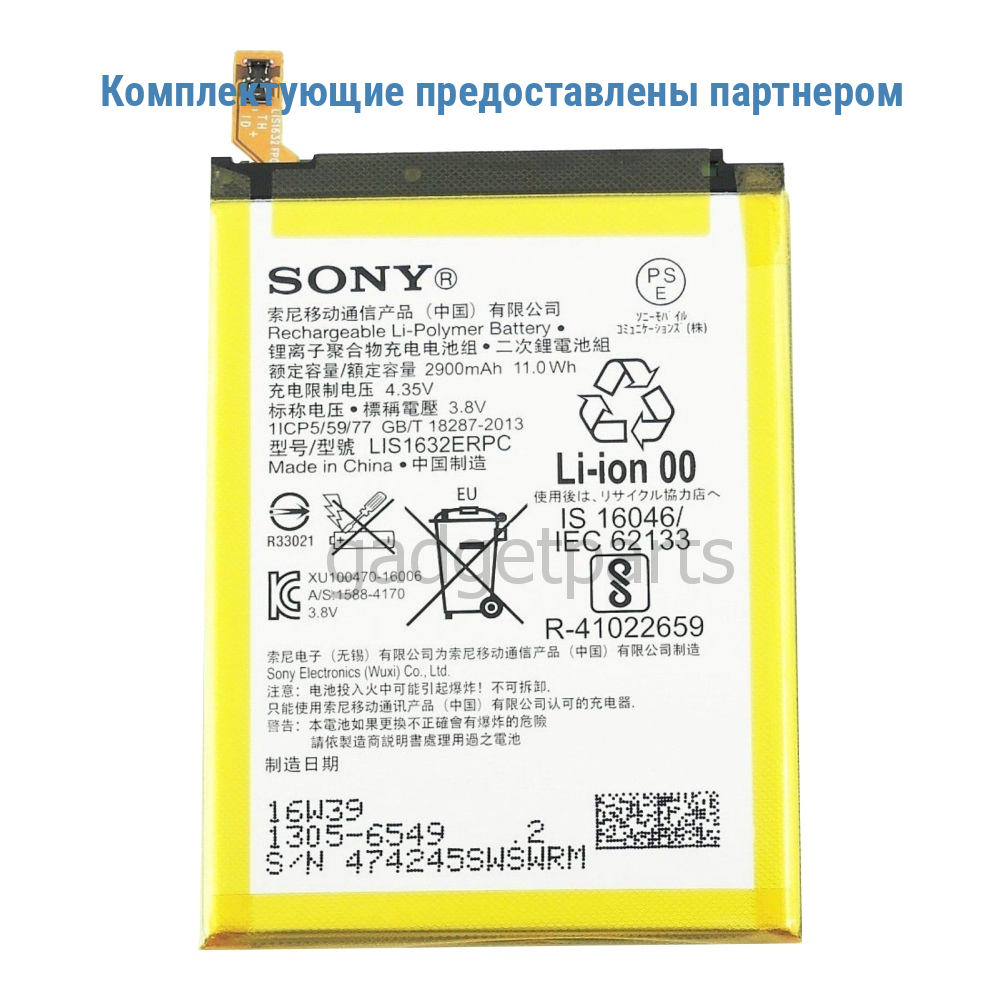 Комплектующие предоставлены партнером
LIS1632 FPC
TH
ID +
SONY®
索尼移动通信产品（中国）有限公司
Rechargeable Li-Polymer Battery •
锂离子聚合物充电电池组 • 二次鋰電池組
额定容量/額定容量 2900mAh 11.0Wh
充电限制电压 4.35V
标称电压 • 標稱電壓 3.8V
1ICP5/59/77 GB/T 18287-2013
型号/型號 LIS1632ERPC
Made in China • 中国制造
PS
E
ソニーモバイル
コミュニケーションズ(株)
Li-ion 00
使用後は、リサイクル協力店へ
IS 16046/
IEC 62133
R33021
EU
gadgetparts
XU100470-16006
A/S:1588-4170
3.8V
R-41022659
索尼电子（无锡）有限公司为索尼移动通信产品（中国）有限公司制造
Sony Electronics (Wuxi) Co., Ltd.
注意：电池投入火中可能引起爆炸！不可拆卸.
只能使用索尼移动通讯产品（中国）有限公司认可的充电器.
警告：本電池如果更換不正確會有爆炸的危險
請依製造商説明書處理用過之電池
制造日期
16W39
1305-6549 .2
S/N 474245SWSWRM